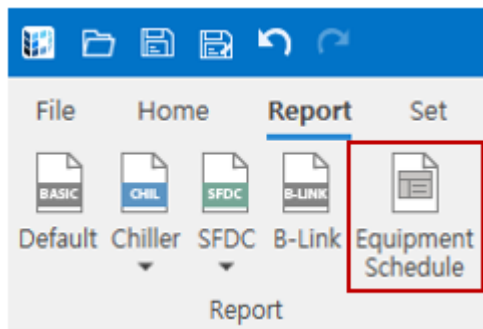 File Home Report Set
BASIC CHIL SFDC B-LINK
Default Chiller SFDC B-Link Equipment
Schedule
Report